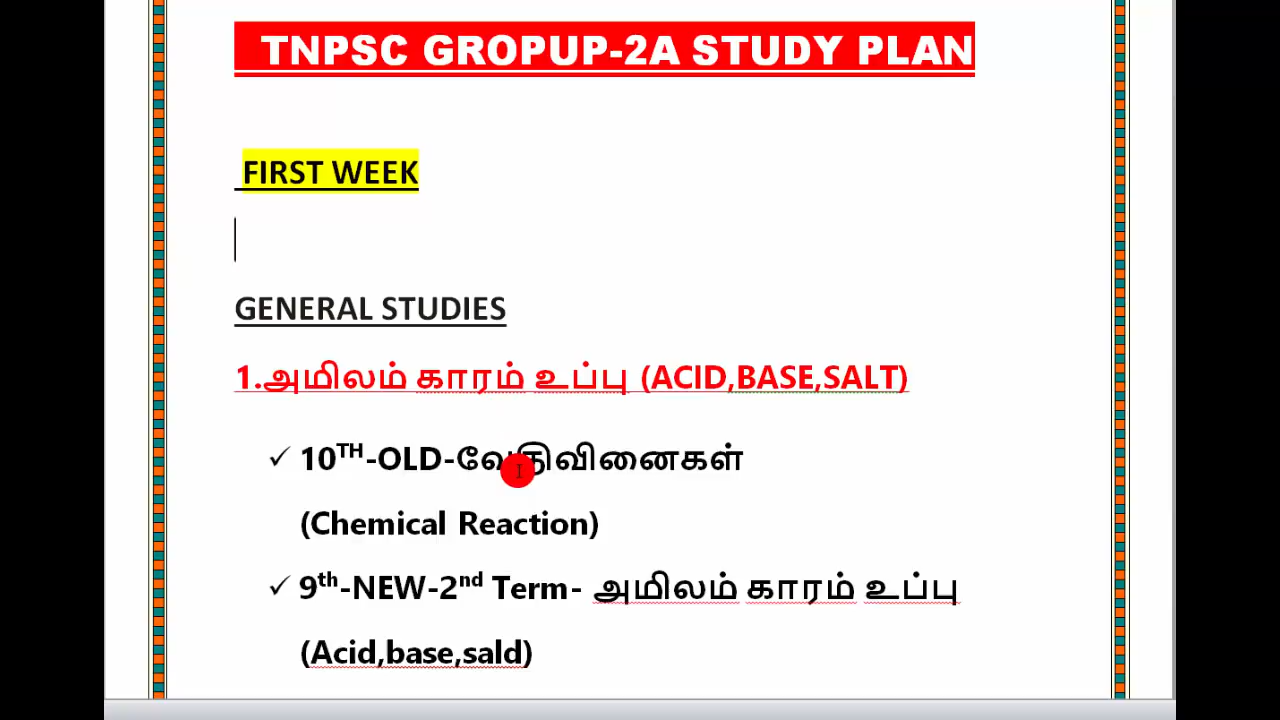 TNPSC GROPUP-2A STUDY PLAN
FIRST WEEK
GENERAL STUDIES
1.அமிலம் காரம் உப்பு (ACID,BASE,SALT)
✓ 10TH-OLD-வேதிவினைகள்
(Chemical Reaction)
✓ 9th-NEW-2nd Term- அமிலம் காரம் உப்பு
(Acid,base,sald)